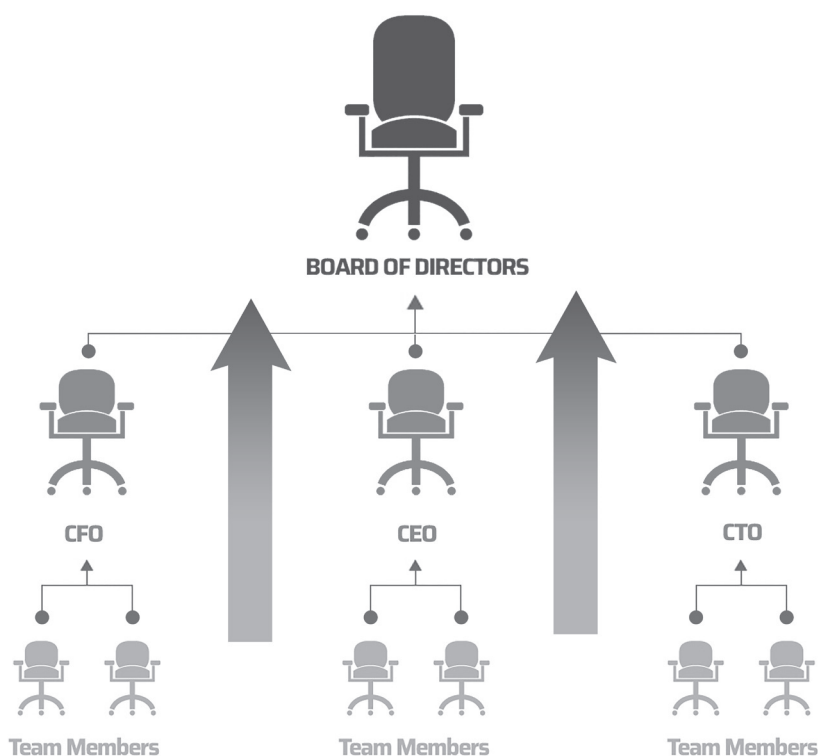 BOARD OF DIRECTORS
CFO
CEO
CTO
Team Members
Team Members
Team Members